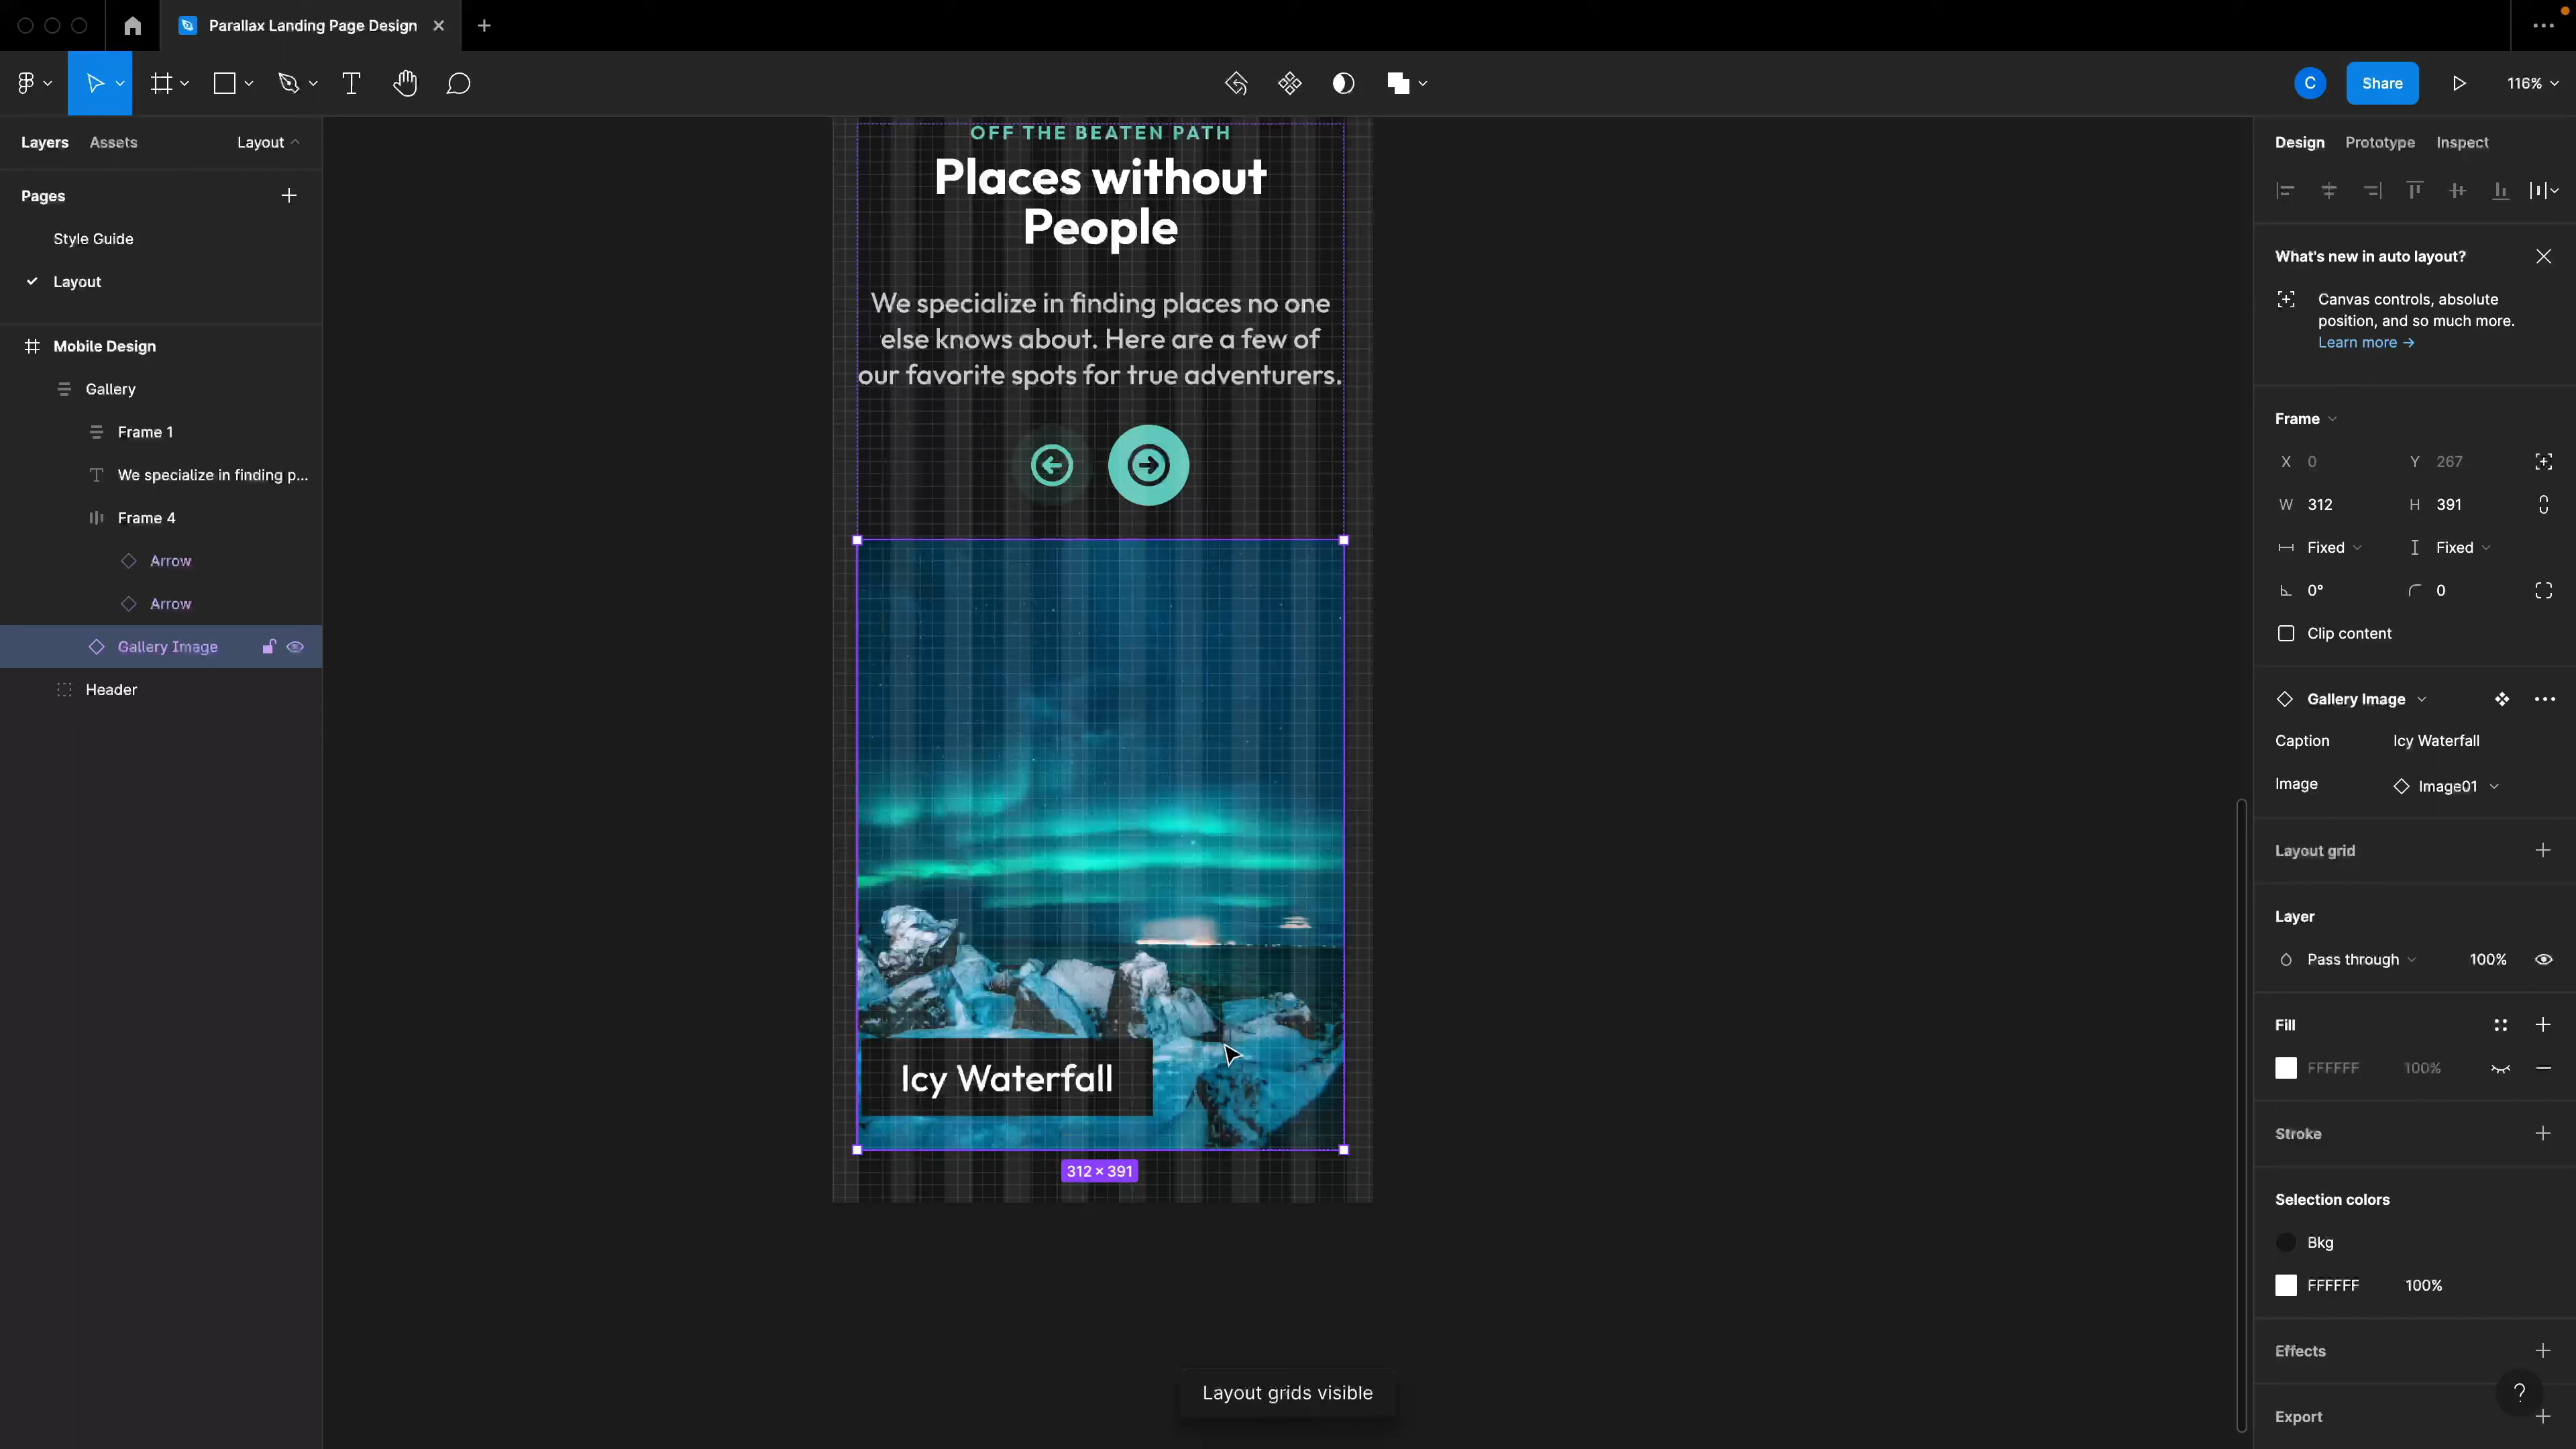 Parallax Landing Page Design
C
Share
116%
Layers
Assets
Layout
Pages
Style Guide
Layout
Mobile Design
Gallery
Frame 1
We specialize in finding p...
Frame 4
Arrow
Arrow
Gallery Image
Header
OFF THE BEATEN PATH
Places without
People
We specialize in finding places no one
else knows about. Here are a few of
our favorite spots for true adventurers.
Icy Waterfall
312 × 391
Layout grids visible
Design
Prototype
Inspect
What's new in auto layout?
Canvas controls, absolute
position, and so much more.
Learn more →
Frame
X 0
Y 267
W 312
H 391
Fixed
Fixed
0°
0
Clip content
Gallery Image
Caption
Icy Waterfall
Image
Image01
Layout grid
Layer
Pass through
100%
Fill
FFFFFF
100%
Stroke
Selection colors
Bkg
FFFFFF
100%
Effects
?
Export